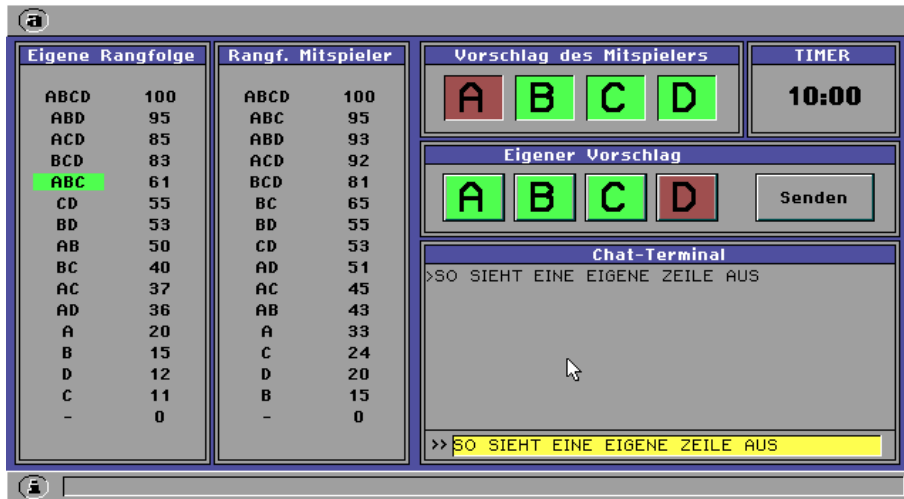 a
Eigene Rangfolge
ABCD 100
ABD 95
ACD 85
BCD 83
ABC 61
CD 55
BD 53
AB 50
BC 40
AC 37
AD 36
A 20
B 15
D 12
C 11
- 0
Rangf. Mitspieler
ABCD 100
ABC 95
ABD 93
ACD 92
BCD 81
BC 65
BD 55
CD 53
AD 51
AC 45
AB 43
A 33
C 24
D 20
B 15
- 0
Vorschlag des Mitspielers
A B C D
TIMER
10:00
Eigener Vorschlag
A B C D
Senden
Chat-Terminal
>SO SIEHT EINE EIGENE ZEILE AUS
>> SO SIEHT EINE EIGENE ZEILE AUS
i